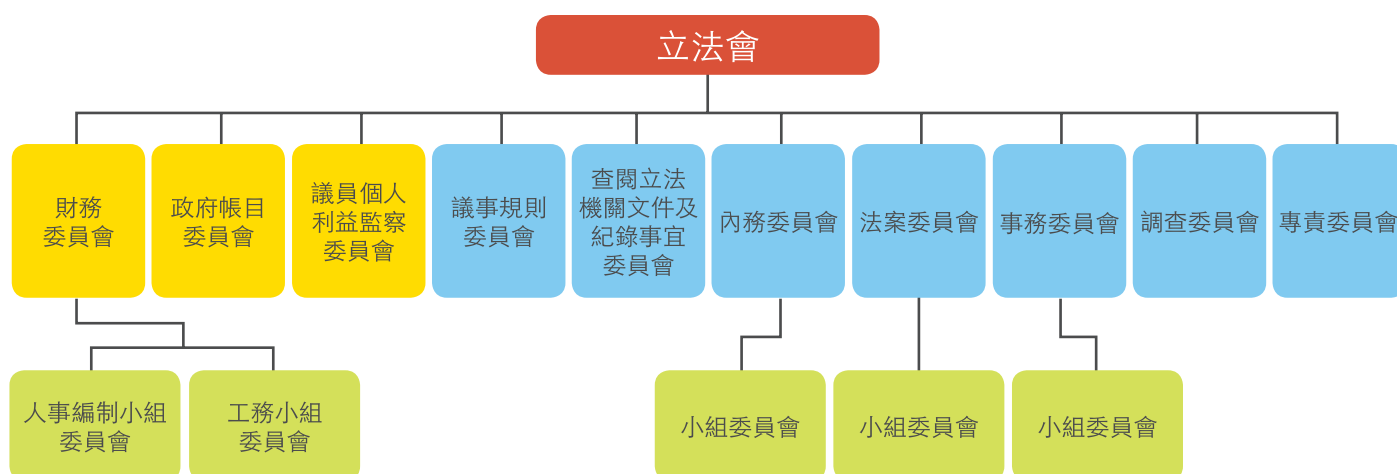 立法會
財務
委員會
政府帳目
委員會
議員個人
利益監察
委員會
議事規則
委員會
查閱立法
機關文件及
紀錄事宜
委員會
內務委員會
法案委員會
事務委員會
調查委員會
專責委員會
人事編制小組
委員會
工務小組
委員會
小組委員會
小組委員會
小組委員會